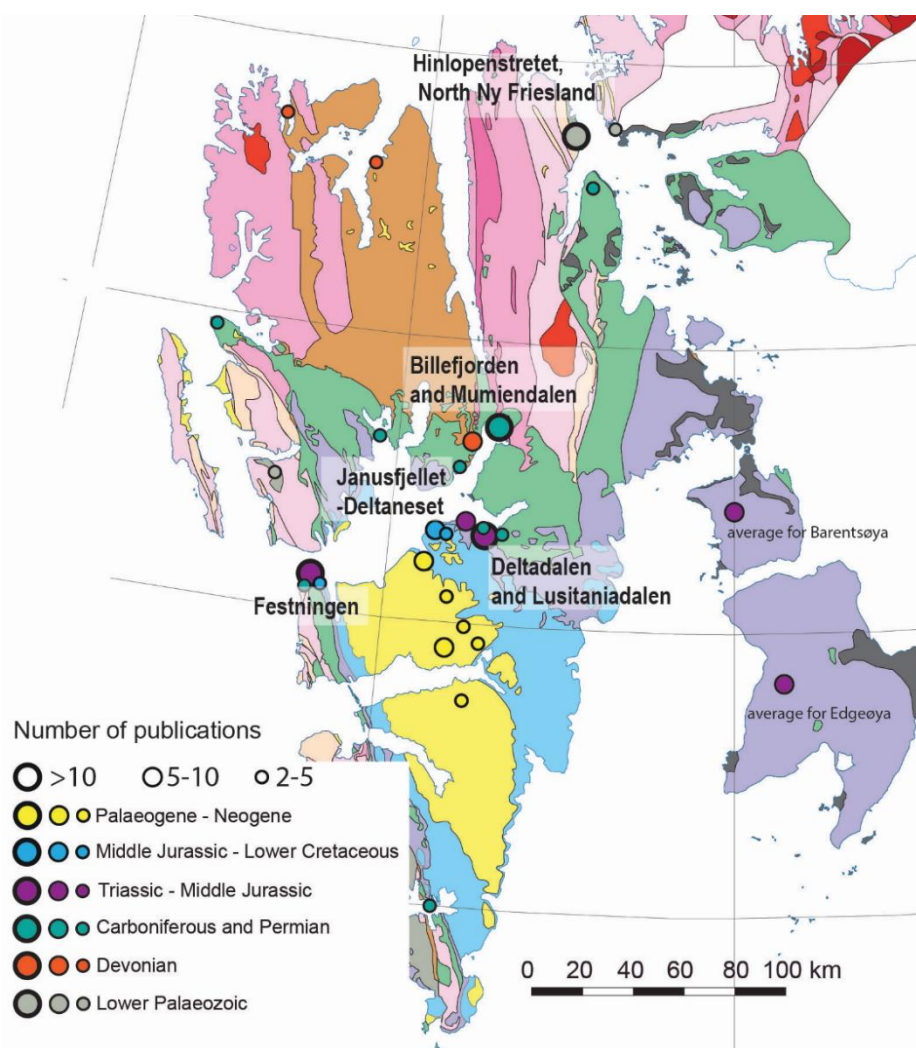 Hinlopenstretet,
North Ny Friesland
Billefjorden
and Mumiendalen
Janusfjellet
-Deltaneset
average for Barentsøya
Deltadalen
and Lusitaniadalen
Festningen
average for Edgeøya
Number of publications
>10 5-10 2-5
Palaeogene - Neogene
Middle Jurassic - Lower Cretaceous
Triassic - Middle Jurassic
Carboniferous and Permian
Devonian
Lower Palaeozoic
0 20 40 60 80 100 km